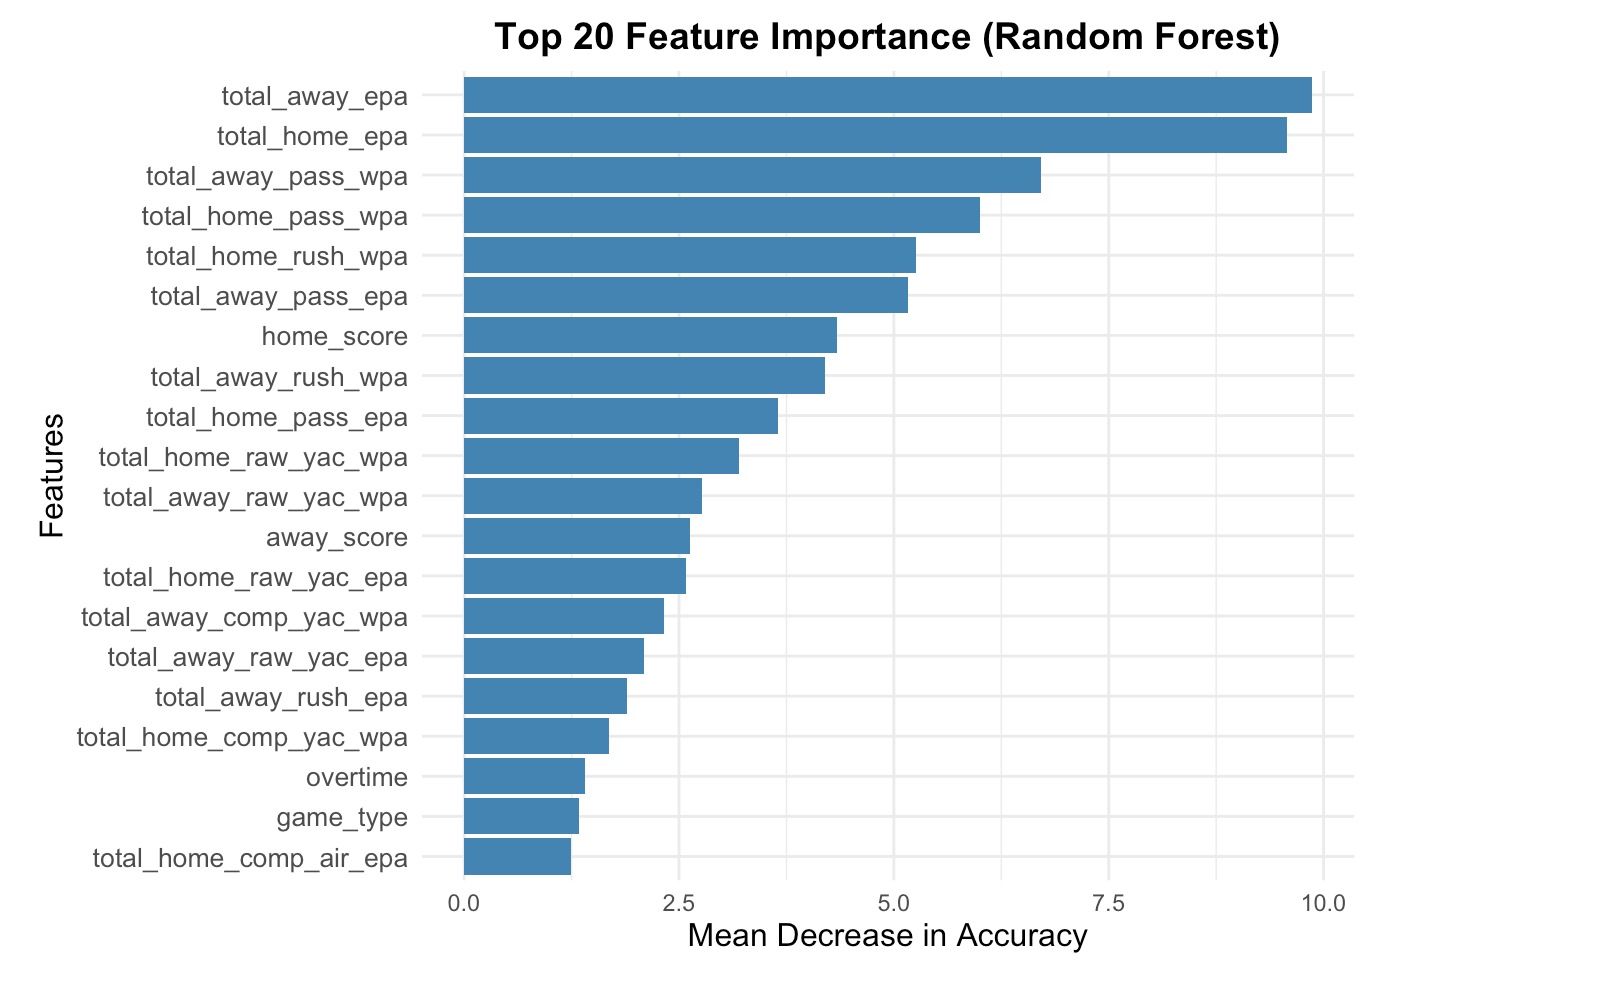 Top 20 Feature Importance (Random Forest)
total_away_epa
total_home_epa
total_away_pass_wpa
total_home_pass_wpa
total_home_rush_wpa
total_away_pass_epa
home_score
total_away_rush_wpa
total_home_pass_epa
total_home_raw_yac_wpa
total_away_raw_yac_wpa
away_score
total_home_raw_yac_epa
total_away_comp_yac_wpa
total_away_raw_yac_epa
total_away_rush_epa
total_home_comp_yac_wpa
overtime
game_type
total_home_comp_air_epa
Features
0.0 2.5 5.0 7.5 10.0
Mean Decrease in Accuracy